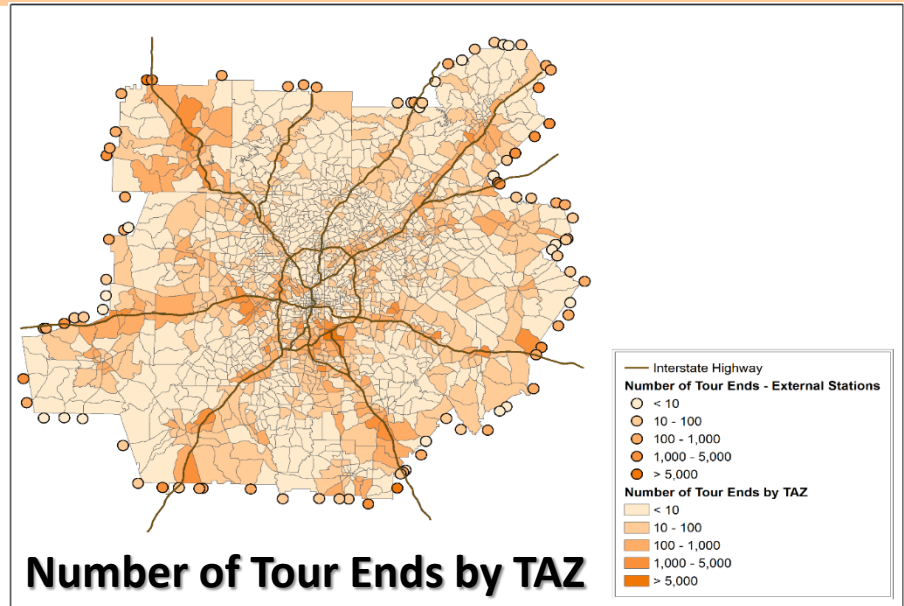 Interstate Highway
Number of Tour Ends - External Stations
< 10
10 - 100
100 - 1,000
1,000 - 5,000
> 5,000
Number of Tour Ends by TAZ
< 10
10 - 100
100 - 1,000
1,000 - 5,000
> 5,000
Number of Tour Ends by TAZ